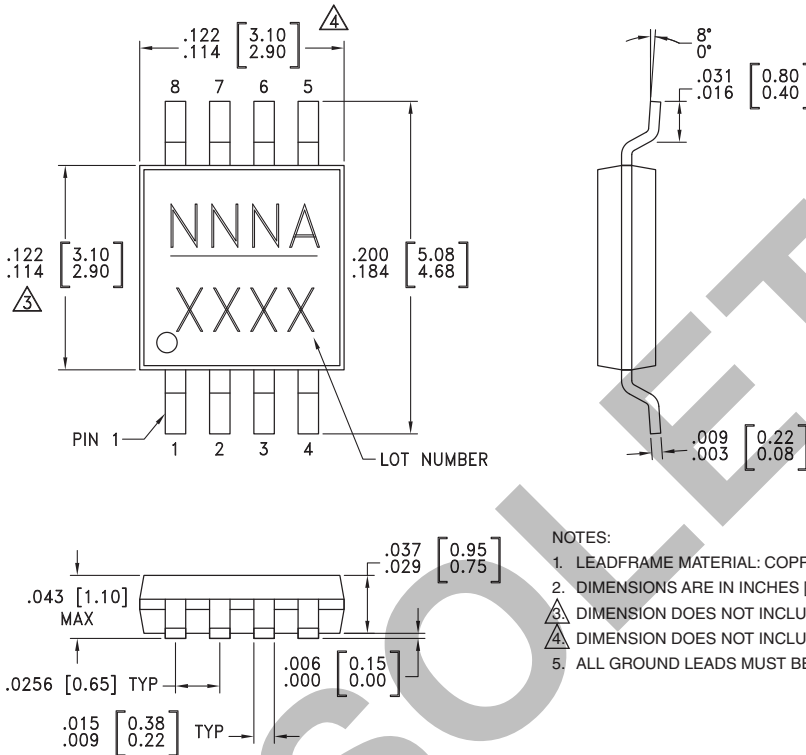 .122 [3.10]
.114 [2.90]
4
8 7 6 5
8°
0°
.031 [0.80]
.016 [0.40]
NNNA
XXXX
.122 [3.10]
.114 [2.90]
3
.200 [5.08]
.184 [4.68]
PIN 1
1 2 3 4
LOT NUMBER
.009 [0.22]
.003 [0.08]
.043 [1.10]
MAX
.037 [0.95]
.029 [0.75]
.0256 [0.65] TYP
.006 [0.15]
.000 [0.00]
.015 [0.38]
.009 [0.22]
TYP
NOTES:
1. LEADFRAME MATERIAL:
2. DIMENSIONS ARE IN INCHES [
3. DIMENSION DOES NOT
4. DIMENSION DOES NOT
5. ALL GROUND LEADS MUST BE